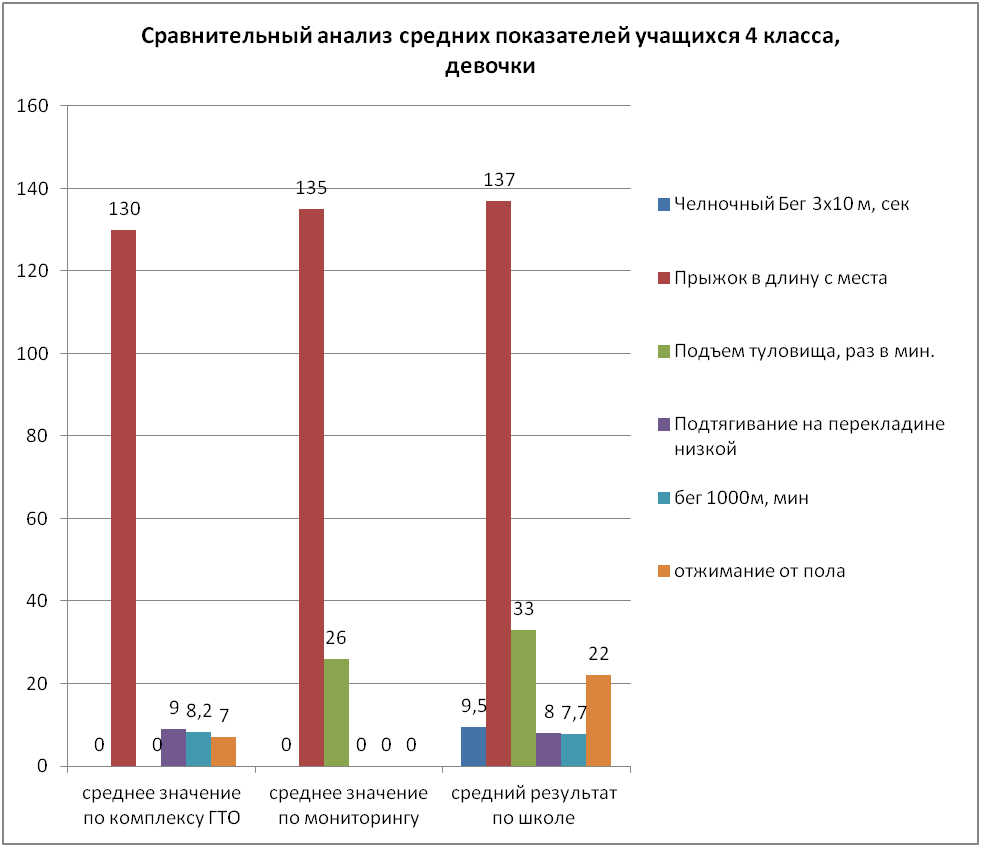 Сравнительный анализ средних показателей учащихся 4 класса,
девочки
160
140
120
100
80
60
40
20
0
0
130
0
9
8,2
7
0
135
26
0
0
0
9,5
137
33
8
7,7
22
среднее значение
по комплексу ГТО
среднее значение
по мониторингу
средний результат
по школе
Челночный Бег 3х10 м, сек
Прыжок в длину с места
Подъем туловища, раз в мин.
Подтягивание на перекладине
низкой
бег 1000м, мин
отжимание от пола